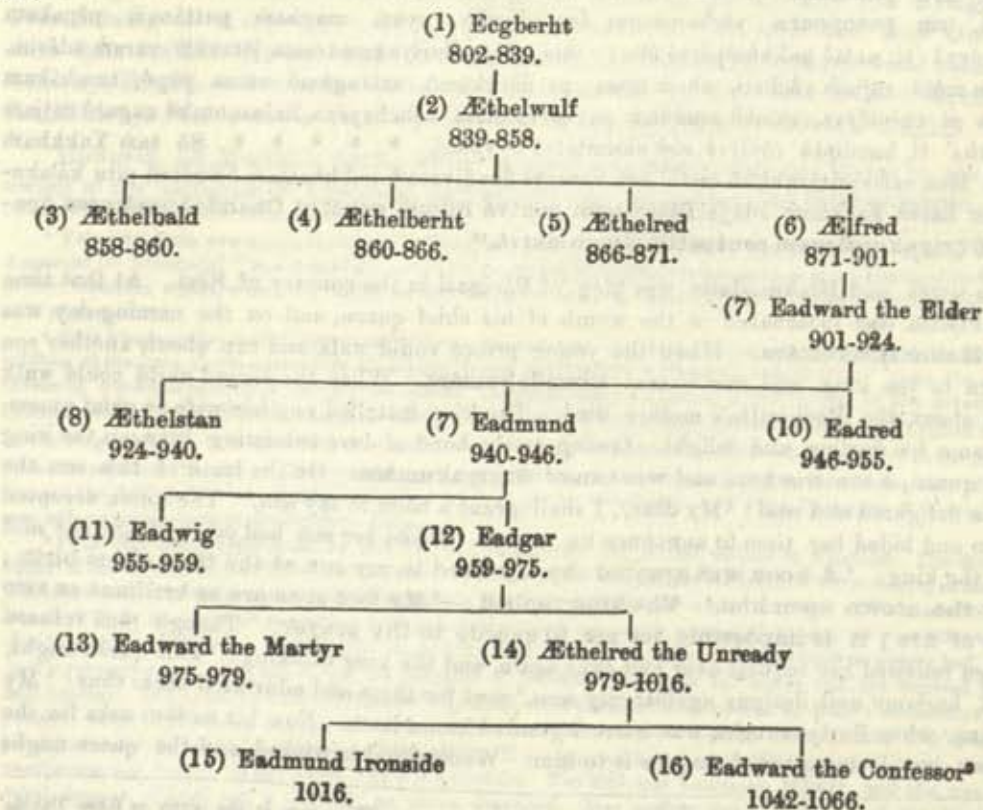 (1) Ecgberht
802-839.
(2) Æthelwulf
839-858.
(3) Æthelbald
858-860.
(4) Æthelberht
860-866.
(5) Æthelred
866-871.
(6) Ælfred
871-901.
(7) Eadward the Elder
901-924.
(8) Æthelstan
924-940.
(7) Eadmund
940-946.
(10) Eadred
946-955.
(11) Eadwig
955-959.
(12) Eadgar
959-975.
(13) Eadward the Martyr
975-979.
(14) Æthelred the Unready
979-1016.
(15) Eadmund Ironside
1016.
(16) Eadward the Confessor³
1042-1066.